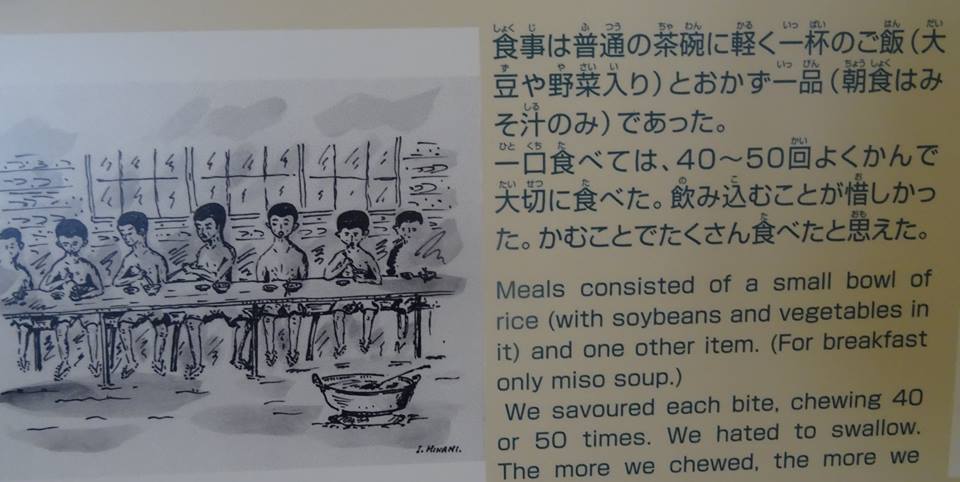 食事は普通の茶碗に軽く一杯のご飯（大
豆や野菜入り）とおかず一品（朝食はみ
そ汁のみ）であった。
一口食べては、40〜50回よくかんで
大切に食べた。飲み込むことが惜しかっ
た。かむことでたくさん食べたと思えた。
Meals consisted of a small bowl of
rice (with soybeans and vegetables in
it) and one other item. (For breakfast
only miso soup.)
We savoured each bite, chewing 40
or 50 times. We hated to swallow.
The more we chewed, the more we
I. MINAMI.